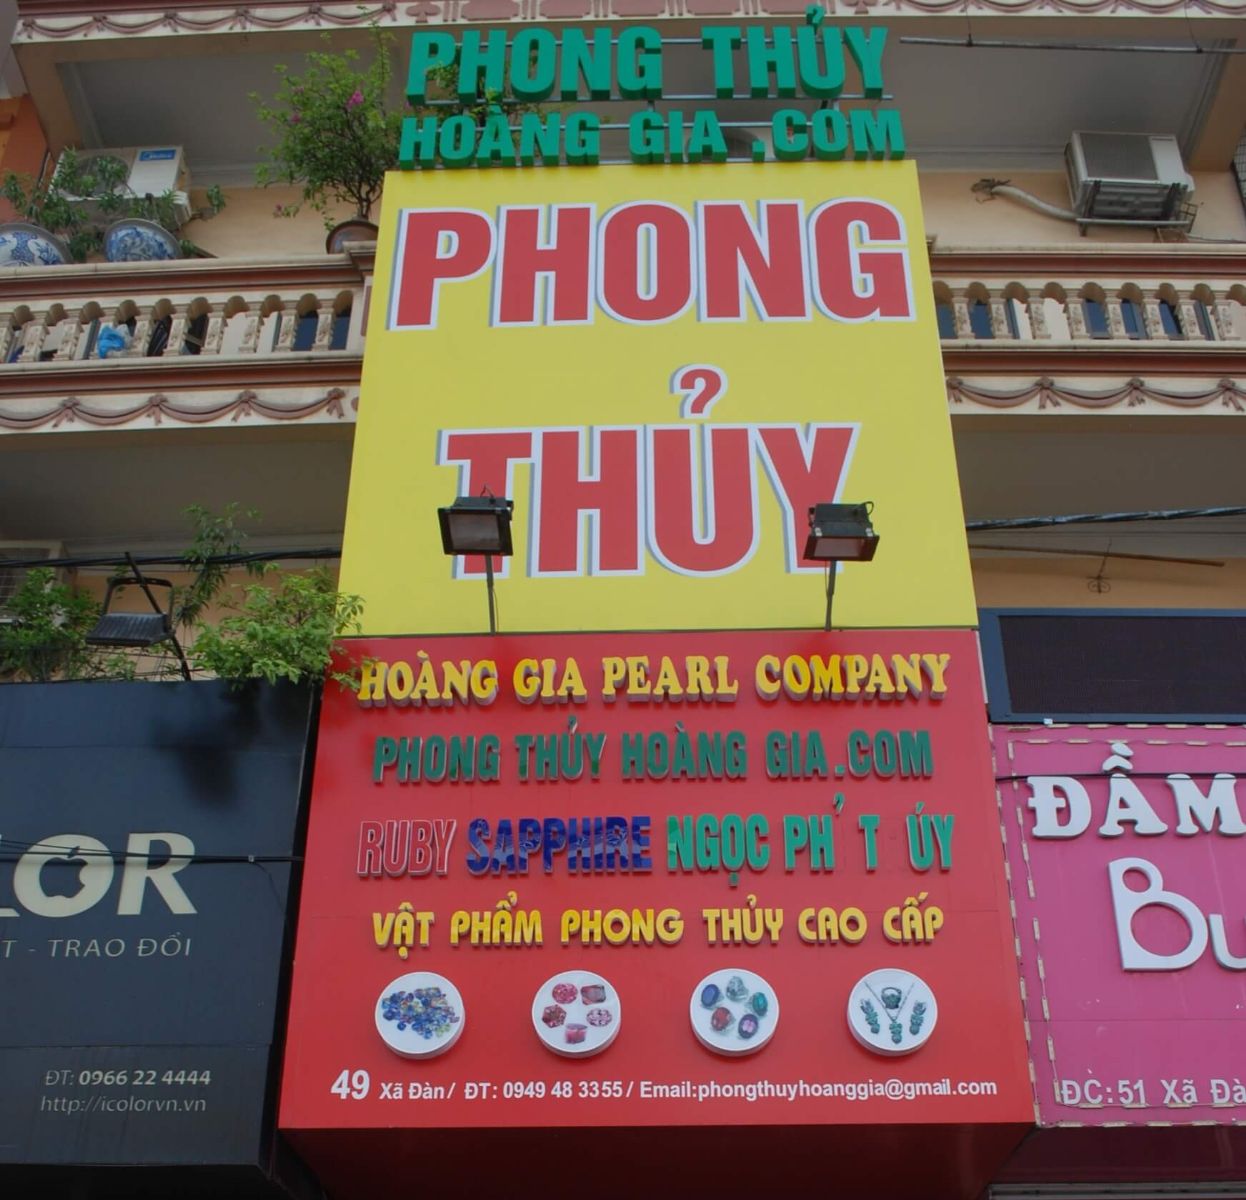 PHONG THỦY
HOÀNG GIA .COM
PHONG
THỦY
HOÀNG GIA PEARL COMPANY
PHONG THỦY HOÀNG GIA.COM
RUBY SAPPHIRE NGỌC PHỈ T ÚY
VẬT PHẨM PHONG THỦY CAO CẤP
49 Xã Đàn / ĐT: 0949 48 3355 / Email:phongthuyhoanggia@gmail.com
LOR
T - TRAO ĐỔI
ĐT: 0966 22 4444
http://icolorvn.vn
ĐẦM
BU
ĐC:51 Xã Đà
Midea